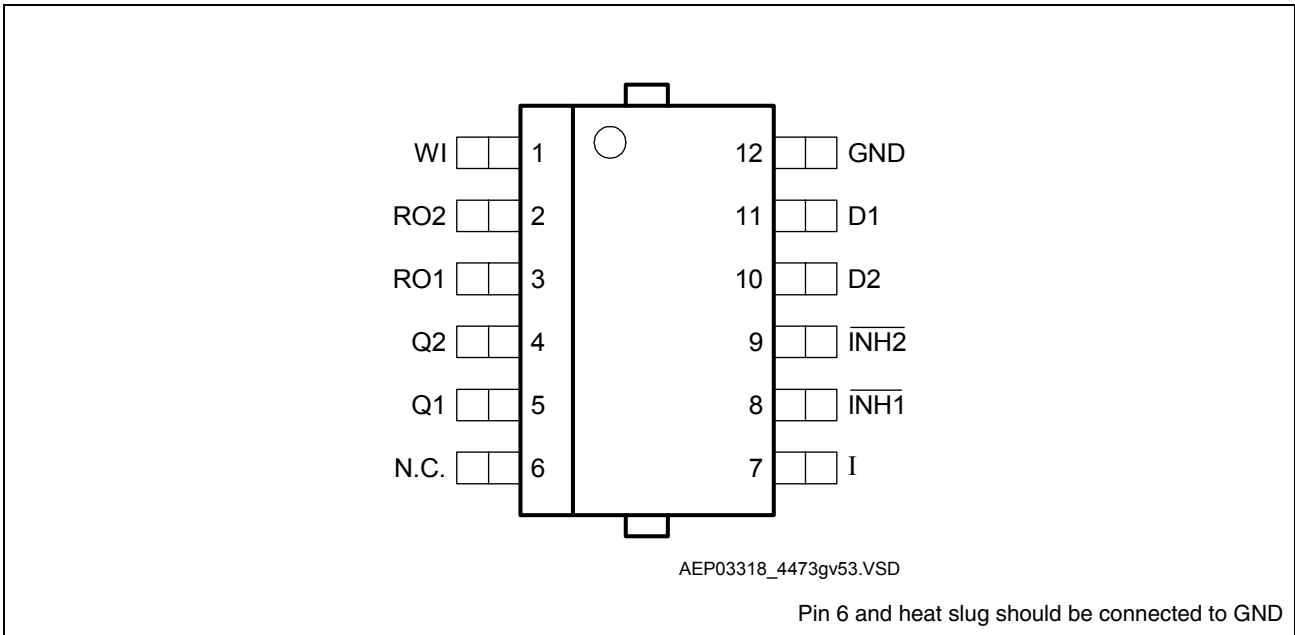 WI 1 12 GND
RO2 2 11 D1
RO1 3 10 D2
Q2 4 9 INH2
Q1 5 8 INH1
N.C. 6 7 I
AEP03318_4473gv53.VSD
Pin 6 and heat slug should be connected to GND